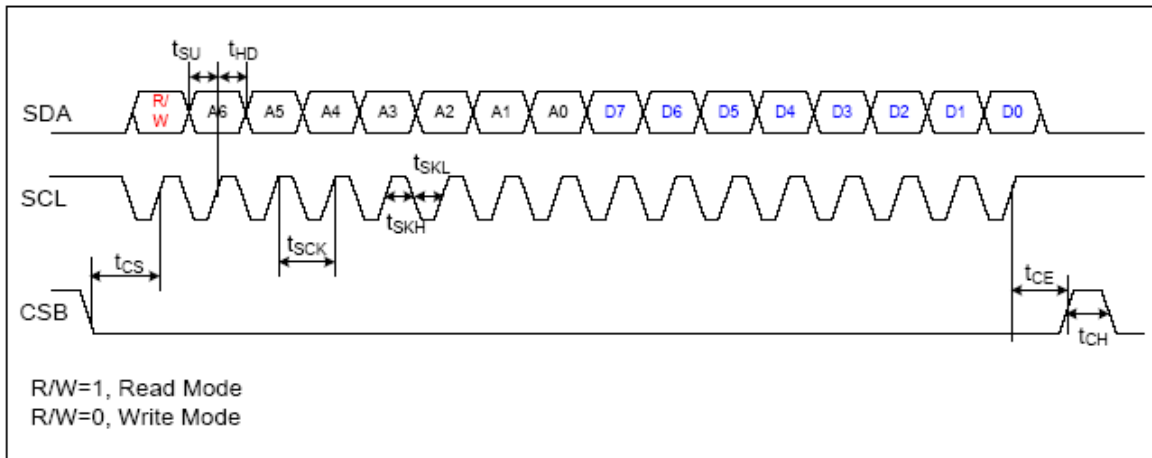 tSU tHD
SDA R/W A6 A5 A4 A3 A2 A1 A0 D7 D6 D5 D4 D3 D2 D1 D0
tSKL
SCL
tSKH
tSCK
tCS
tCE
CSB
tCH
R/W=1, Read Mode
R/W=0, Write Mode